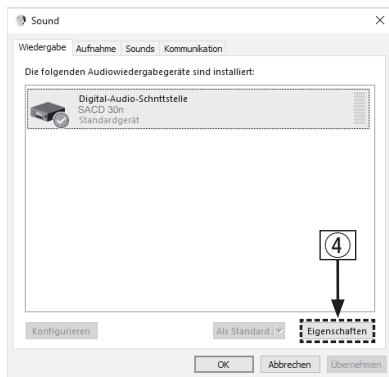 Sound
Wiedergabe Aufnahme Sounds Kommunikation
Die folgenden Audiowiedergabegeräte sind installiert:
Digital-Audio-Schnttstelle
SACD 30n
Standardgerät
④
Konfigurieren Als Standard Eigenschaften
OK Abbrechen Übernehmen